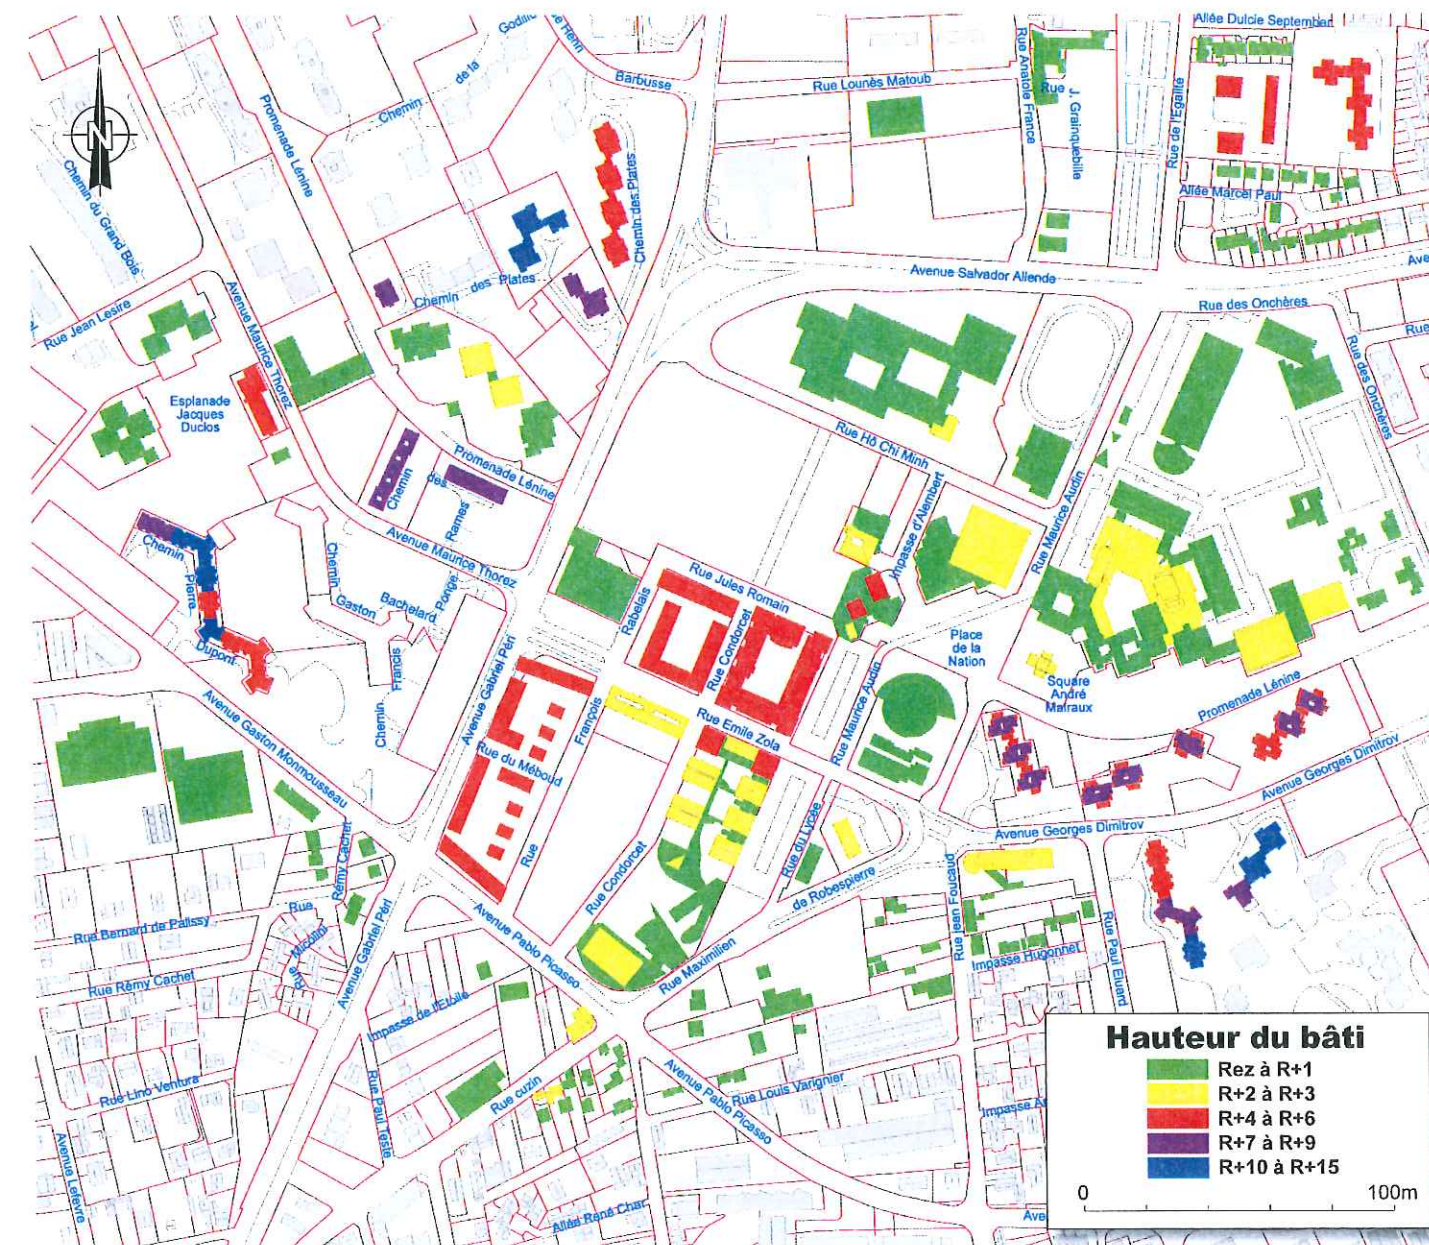 Allée Dulcie September
Barbusse
Rue Lounès Matoub
Rue Anatole France
Rue
J. Grainquebille
Rue de l'Egalité
Promenade Lénine
Chemin
de la
N
Chemin du Grand Bois
Chemin des Plates
Allée Marcel Paul
Chemin des Plates
Avenue Salvador Allende
Rue des Onchères
Rue Jean Lesire
Avenue Maurice Thorez
Rue des Onchères
Esplanade
Jacques
Duclos
Rue Hô Chi Minh
Promenade Lénine
Chemin
des
Rames
Impasse d'Alembert
Rue Maurice Audin
Avenue Maurice Thorez
Chemin
Pierre
Dupont
Chemin
Gaston
Bachelard
Ponge
Francis
Chemin
Rue Jules Romain
Rabelais
Rue Condorcet
Place
de la
Nation
Square
André
Malraux
Promenade Lénine
Avenue Gabriel Péri
François
Rue
Rue Emile Zola
Rue Maurice Audin
Rue du Méboud
Avenue Gaston Monmousseau
Avenue Georges Dimitrov
Avenue Georges Dimitrov
Rue du Lycée
Rue Condorcet
Rémy Cachet
Rue
de Robespierre
Rue Maximilien
Rue Jean Foucaud
Rue Paul Eluard
Impasse Hugonnet
Rue Bernard de Palissy
Rue Rémy Cachet
Avenue Gabriel Péri
Avenue Pablo Picasso
Impasse de l'Etoile
Rue Lino Ventura
Rue Paul Teste
Rue cuzin
Avenue Pablo Picasso
Rue Louis Varignier
Avenue Lefevre
Allée René Char
Hauteur du bâti
Rez à R+1
R+2 à R+3
R+4 à R+6
R+7 à R+9
R+10 à R+15
0 100m